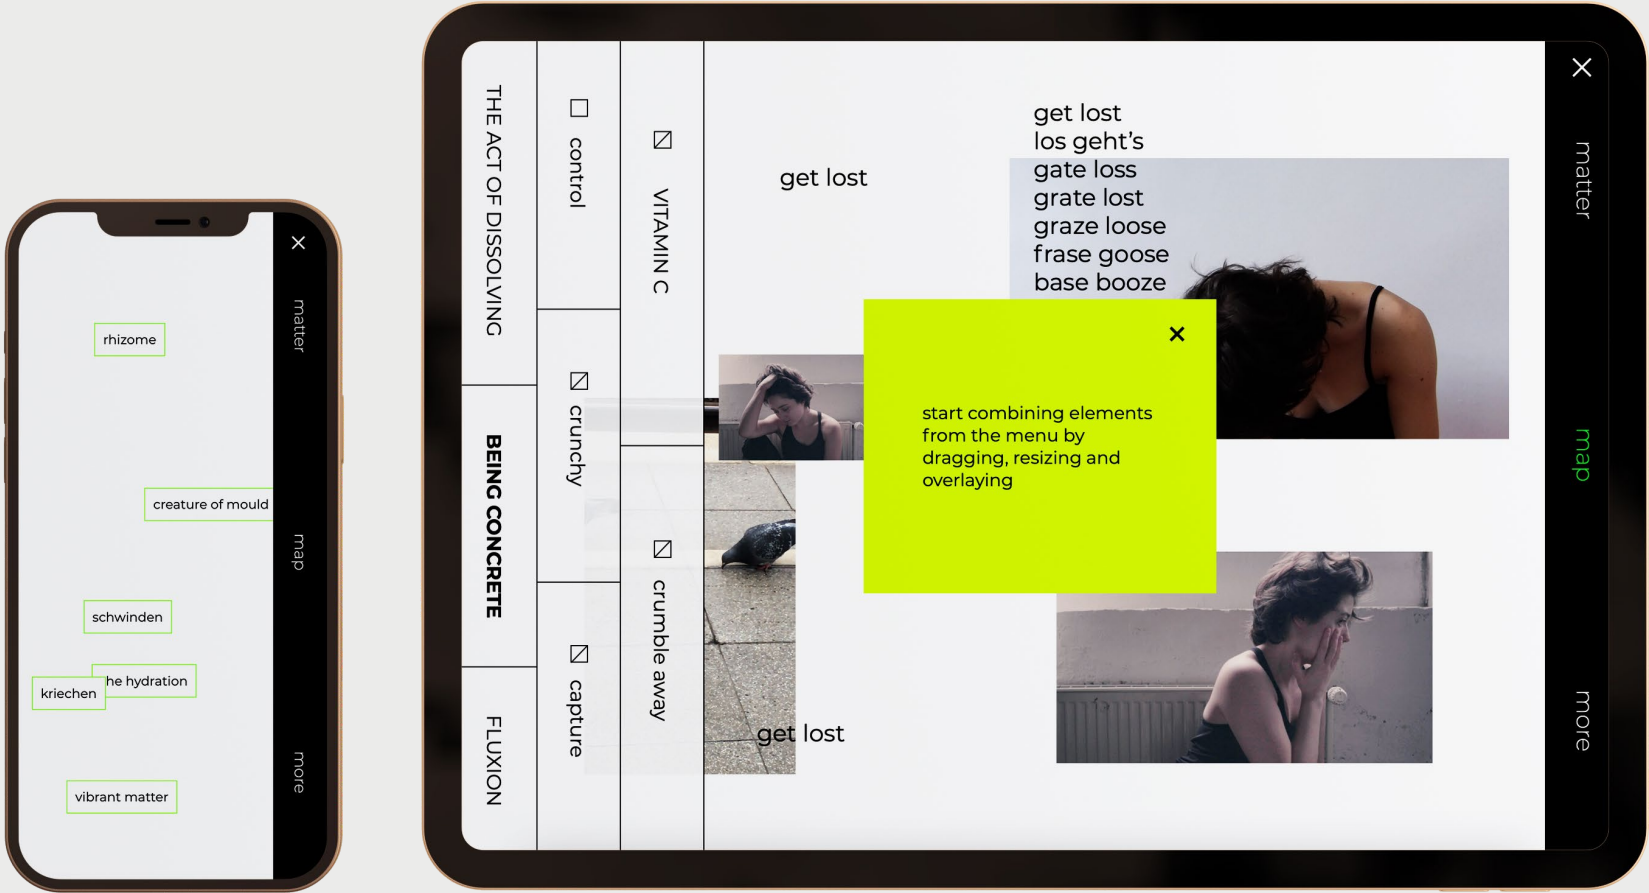 rhizome
creature of mould
schwinden
he hydration
kriechen
vibrant matter
matter
map
more
THE ACT OF DISSOLVING
BEING CONCRETE
FLUXION
control
crunchy
capture
VITAMIN C
crumble away
get lost
get lost
get lost
los geht’s
gate loss
grate lost
graze loose
frase goose
base booze
start combining elements
from the menu by
dragging, resizing and
overlaying
matter
map
more